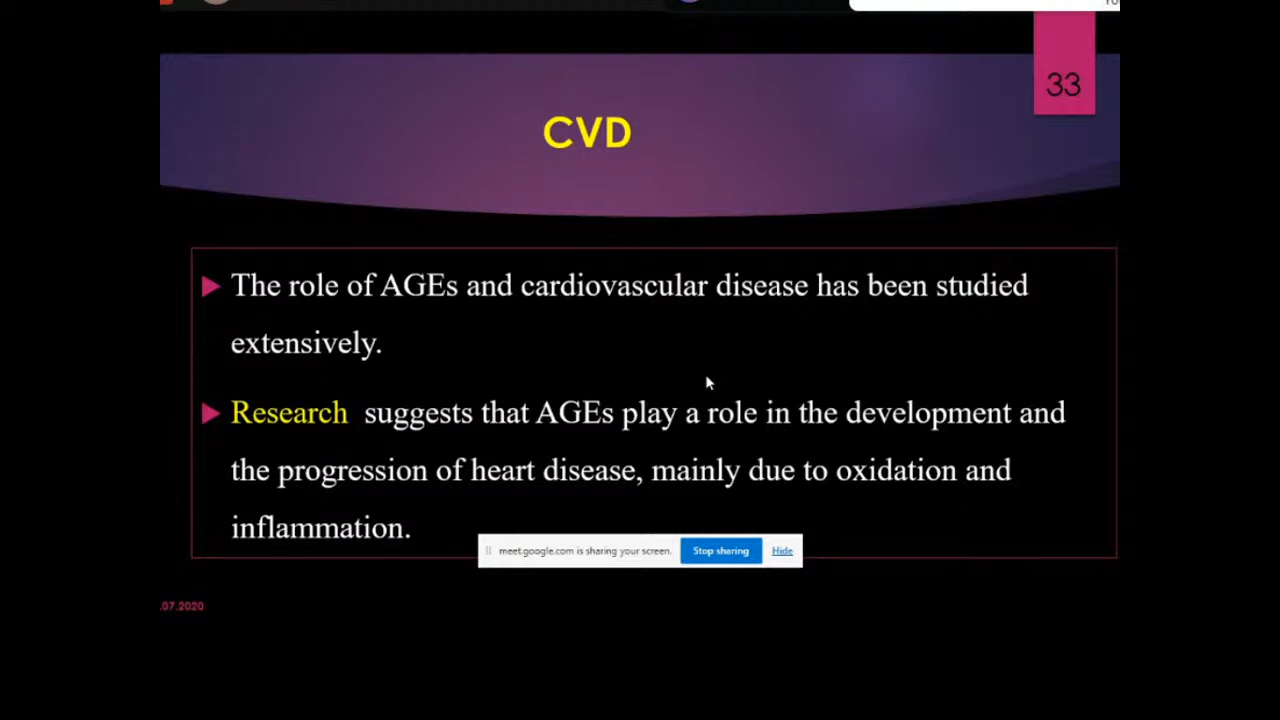 33
CVD
The role of AGEs and cardiovascular disease has been studied
extensively.
Research suggests that AGEs play a role in the development and
the progression of heart disease, mainly due to oxidation and
inflammation.
meet.google.com is sharing your screen. Stop sharing Hide
.07.2020